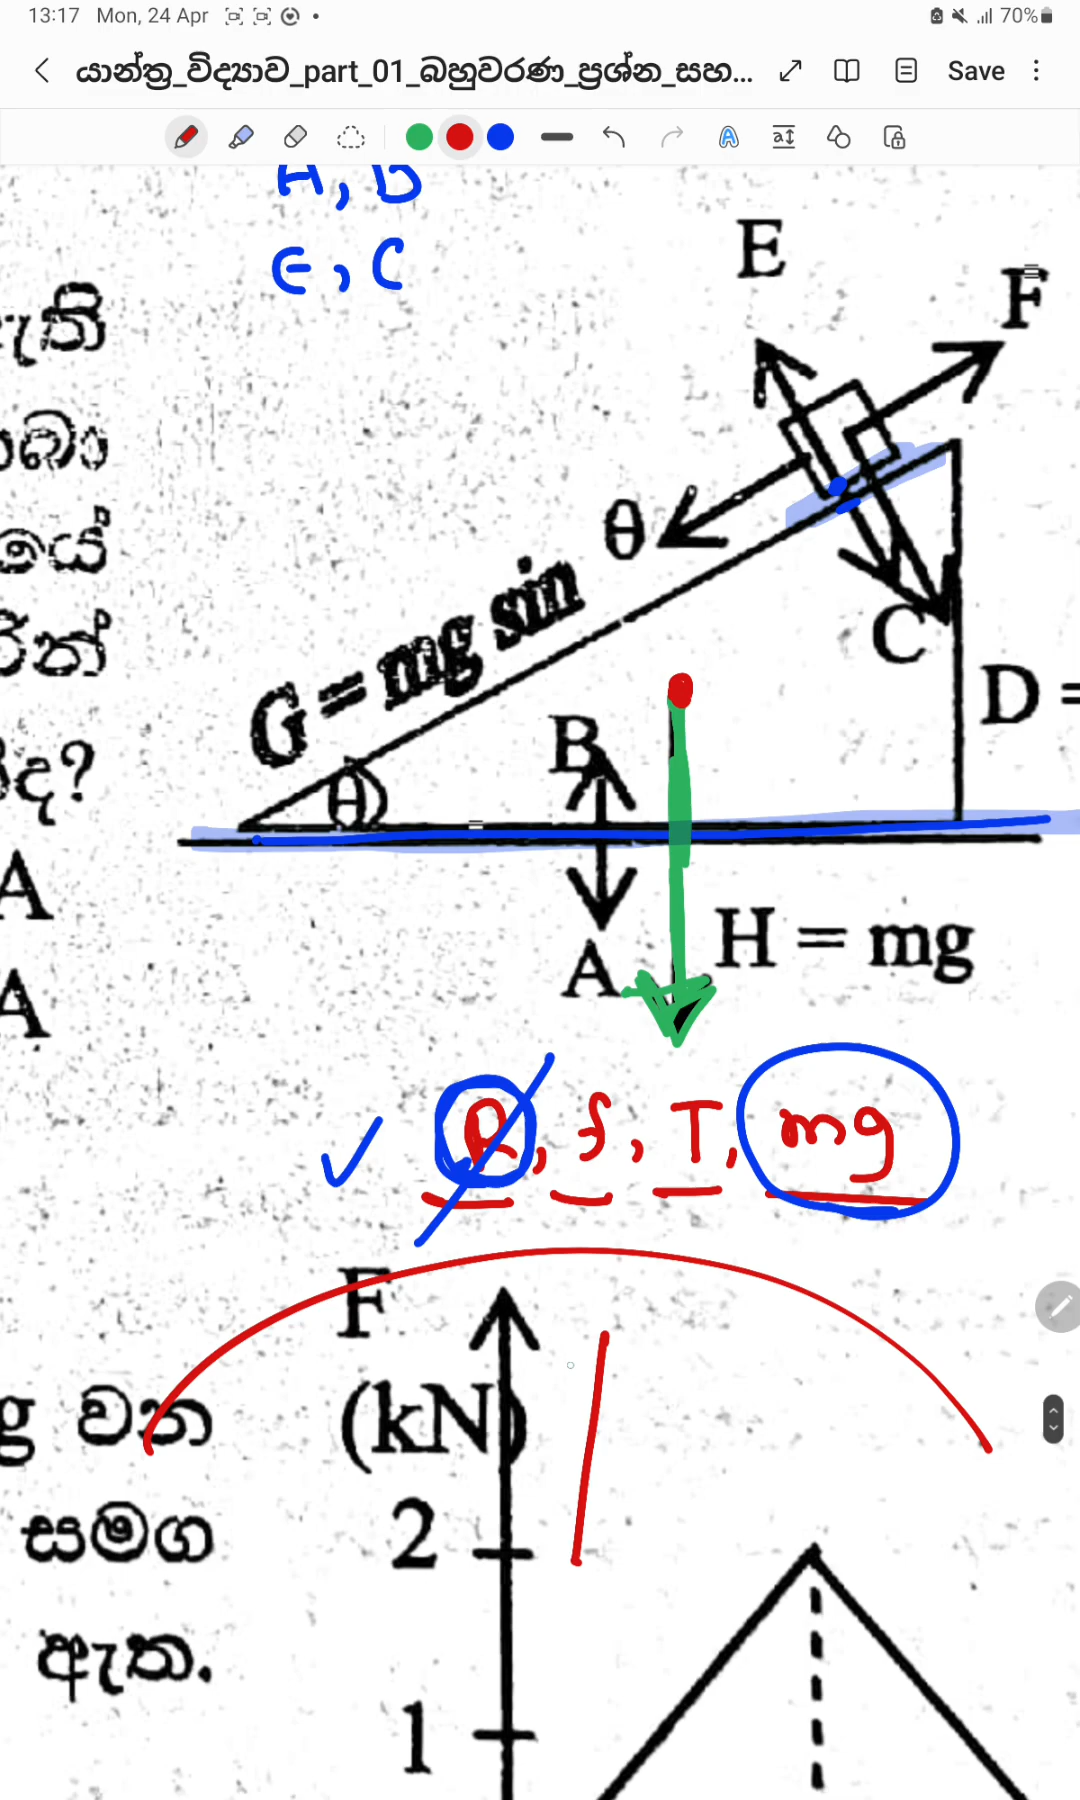 13:17 Mon, 24 Apr
70%
යාන්ත්‍ර_විද්‍යාව_part_01_බහුවරණ_ප්‍රශ්න_සහ...
Save
A, B
E, C
E
F
θ
G = mg sin
C
D =
B
θ
A
H = mg
A
A
R, f, T, mg
F
(kN)
g වන
2
සමග
ඇත.
1